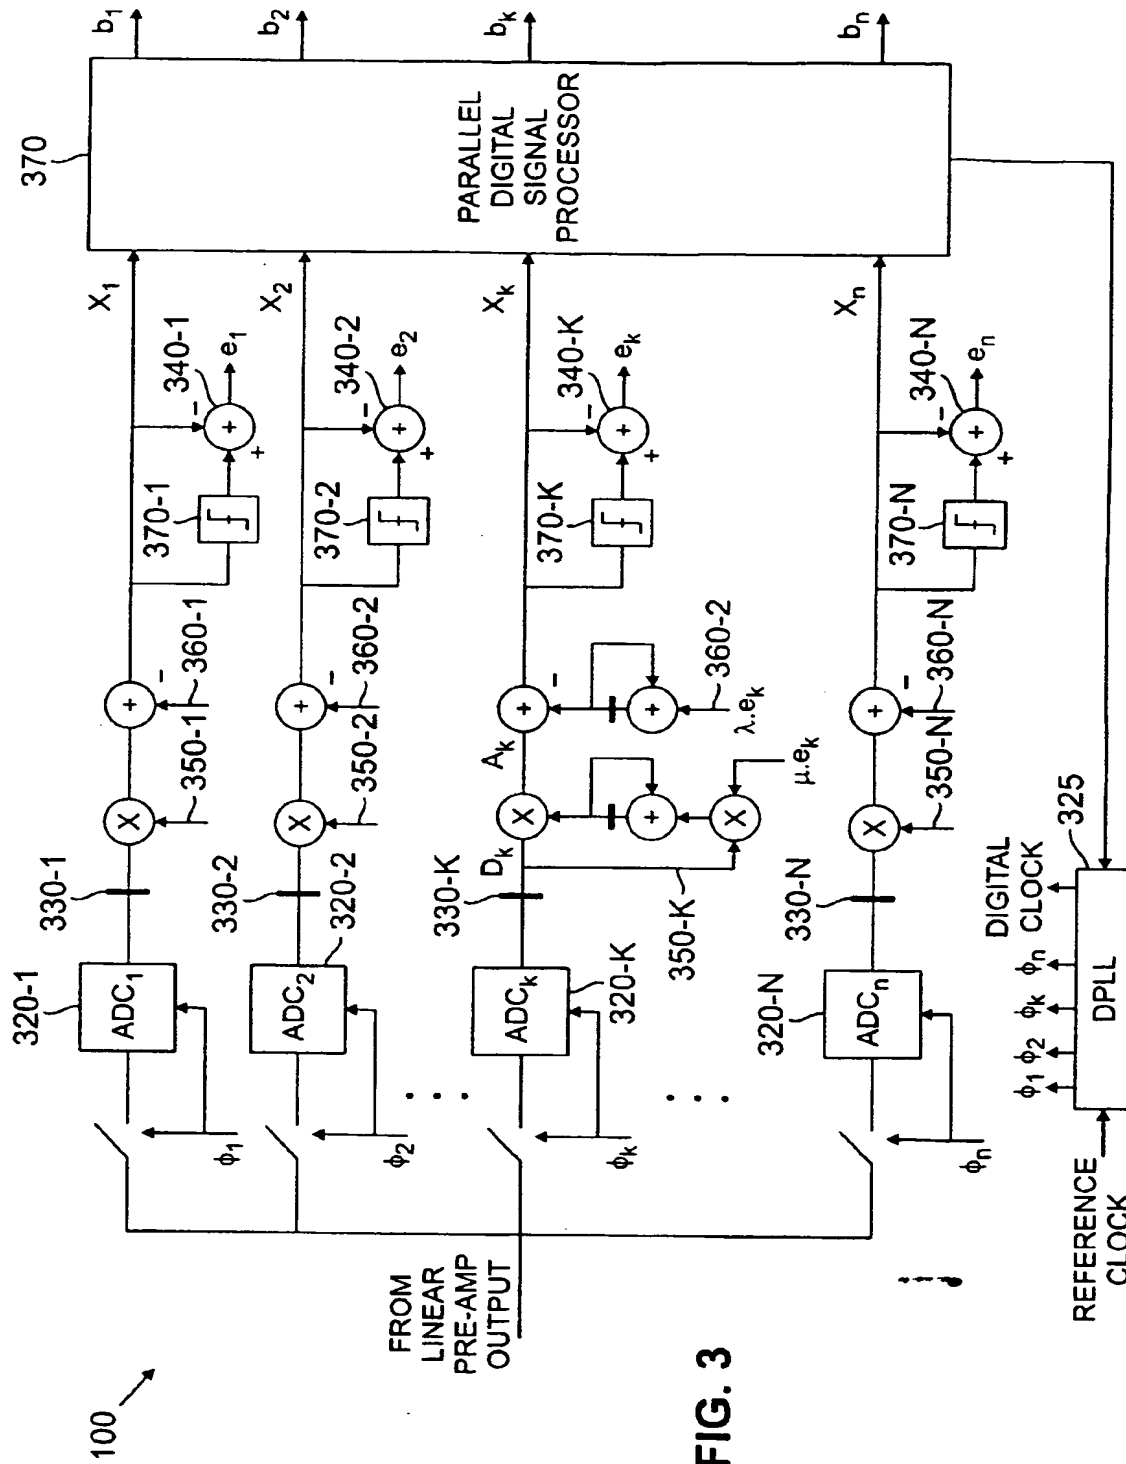 100
FROM
LINEAR
PRE-AMP
OUTPUT
320-1
ADC1
ϕ1
330-1
350-1
360-1
−
370-1
340-1
−
+
+
e1
X1
b1
X
+
320-2
ADC2
ϕ2
330-2
350-2
360-2
−
370-2
340-2
−
+
+
e2
X2
b2
X
+
. . .
320-K
ADCk
ϕk
330-K
Dk
350-K
X
Ak
+
−
+
X
μ.ek
+
λ.ek
360-2
370-K
340-K
−
+
+
ek
Xk
bk
. . .
320-N
ADCn
ϕn
330-N
350-N
360-N
−
X
+
370-N
340-N
−
+
+
en
Xn
bn
370
PARALLEL
DIGITAL
SIGNAL
PROCESSOR
REFERENCE
CLOCK
DPLL
325
ϕ1 ϕ2 ϕk ϕn
DIGITAL
CLOCK
FIG. 3